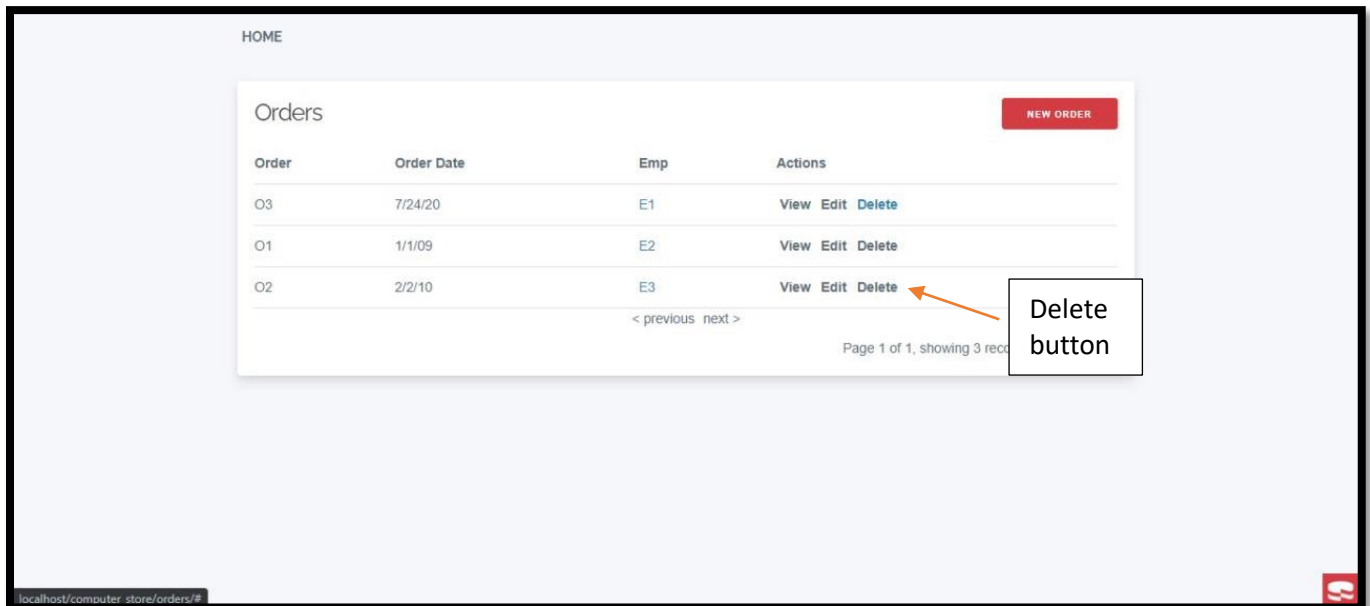 HOME
Orders
NEW ORDER
Order Order Date Emp Actions
O3 7/24/20 E1 View Edit Delete
O1 1/1/09 E2 View Edit Delete
O2 2/2/10 E3 View Edit Delete
< previous next >
Page 1 of 1, showing 3
Delete
button
localhost/computer_store/orders/#